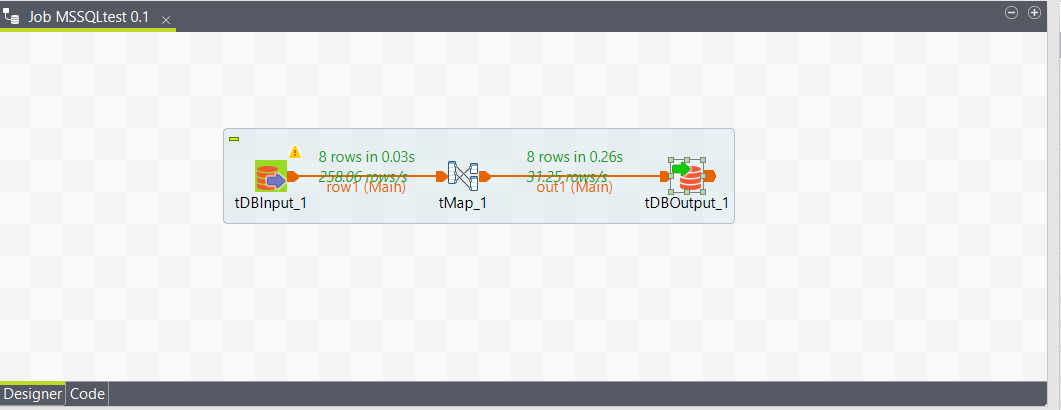 Job MSSQLtest 0.1
8 rows in 0.03s
258.06 rows/s
row1 (Main)
8 rows in 0.26s
31.25 rows/s
out1 (Main)
tDBInput_1
tMap_1
tDBOutput_1
Designer
Code